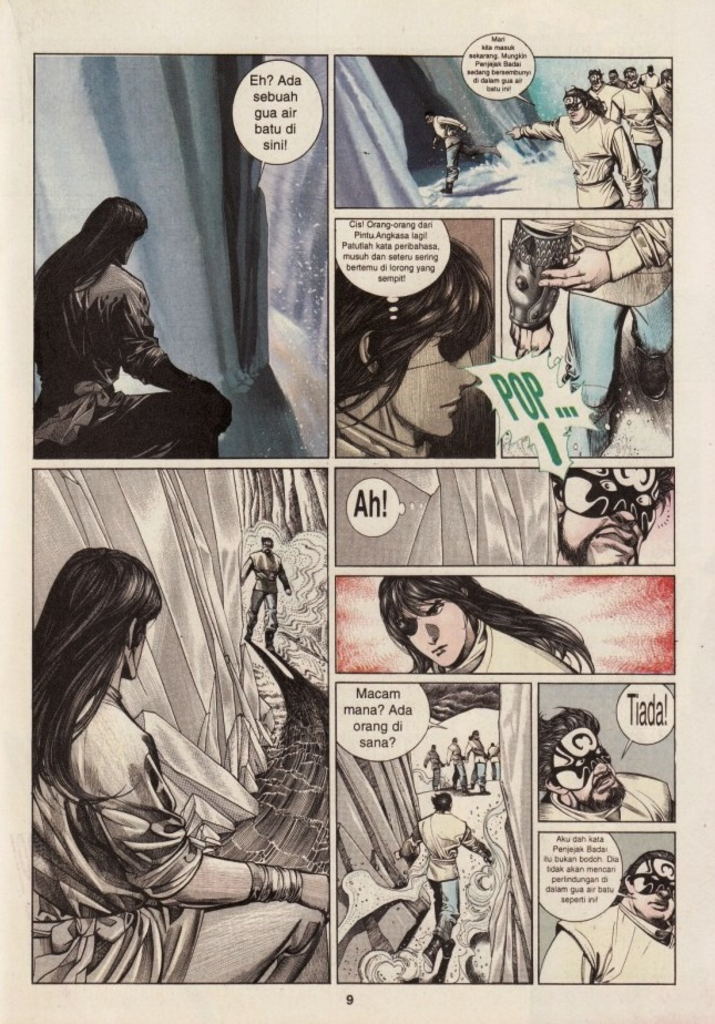 Eh? Ada
sebuah
gua air
batu di
sini!
Mari
kita masuk
sekarang. Mungkin
Penjejak Badai
sedang bersembunyi
di dalam gua air
batu ini!
Cis! Orang-orang dari
Pintu Angkasa lagi!
Patutlah kata peribahasa,
musuh dan seteru sering
bertemu di lorong yang
sempit!
POP...
!
Ah!
Macam
mana? Ada
orang di
sana?
Tiada!
Aku dah kata
Penjejak Badai
itu bukan bodoh. Dia
tidak akan mencari
perlindungan di
dalam gua air batu
seperti ini!
9